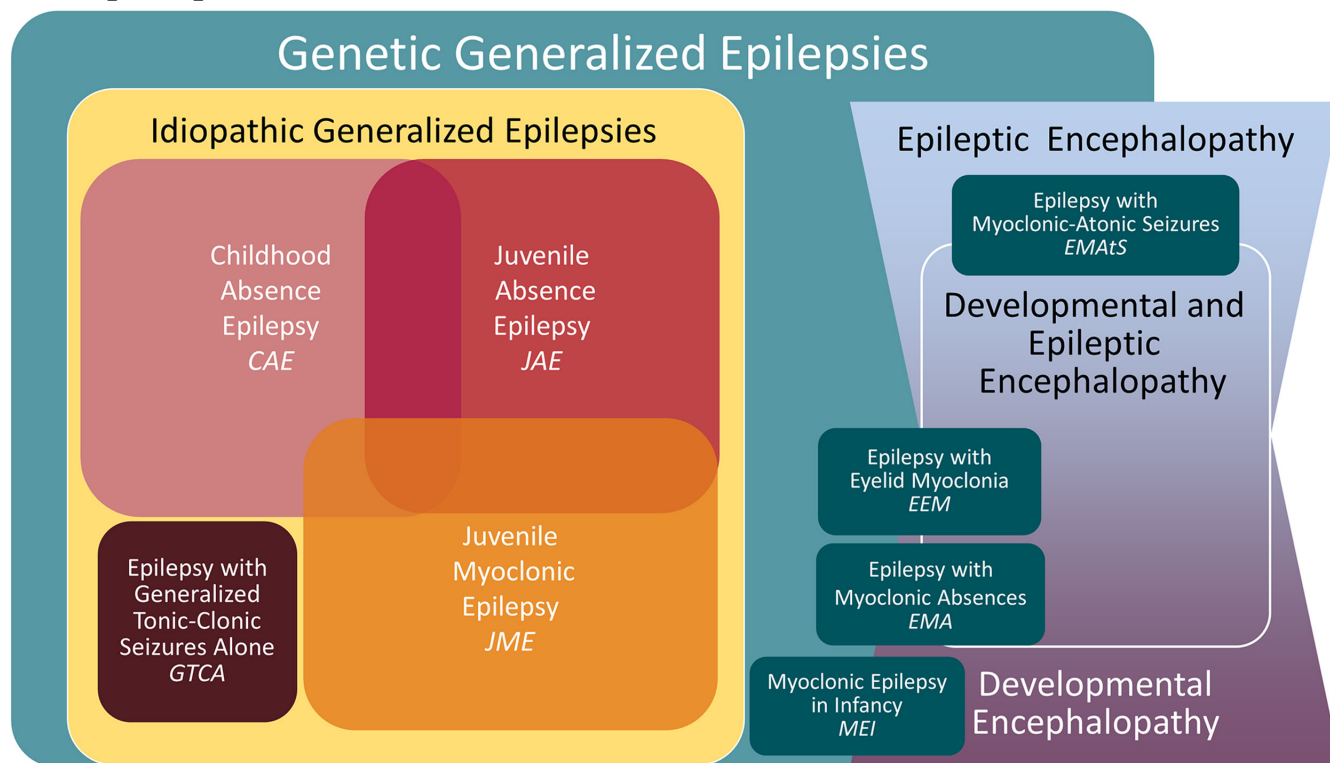 Genetic Generalized Epilepsies
Idiopathic Generalized Epilepsies
Childhood
Absence
Epilepsy
CAE
Juvenile
Absence
Epilepsy
JAE
Epilepsy with
Generalized
Tonic-Clonic
Seizures Alone
GTCA
Juvenile
Myoclonic
Epilepsy
JME
Epileptic Encephalopathy
Epilepsy with
Myoclonic-Atonic Seizures
EMAtS
Developmental and
Epileptic
Encephalopathy
Epilepsy with
Eyelid Myoclonia
EEM
Epilepsy with
Myoclonic Absences
EMA
Myoclonic Epilepsy
in Infancy
MEI
Developmental
Encephalopathy